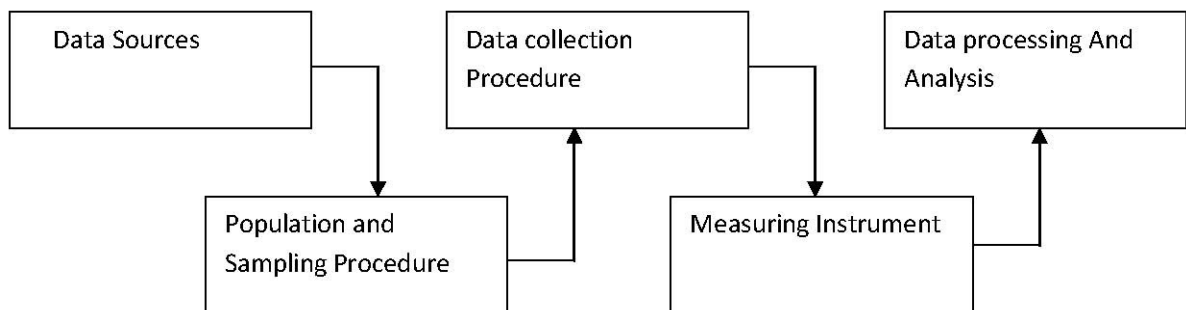 Data Sources
Population and
Sampling Procedure
Data collection
Procedure
Measuring Instrument
Data processing And
Analysis